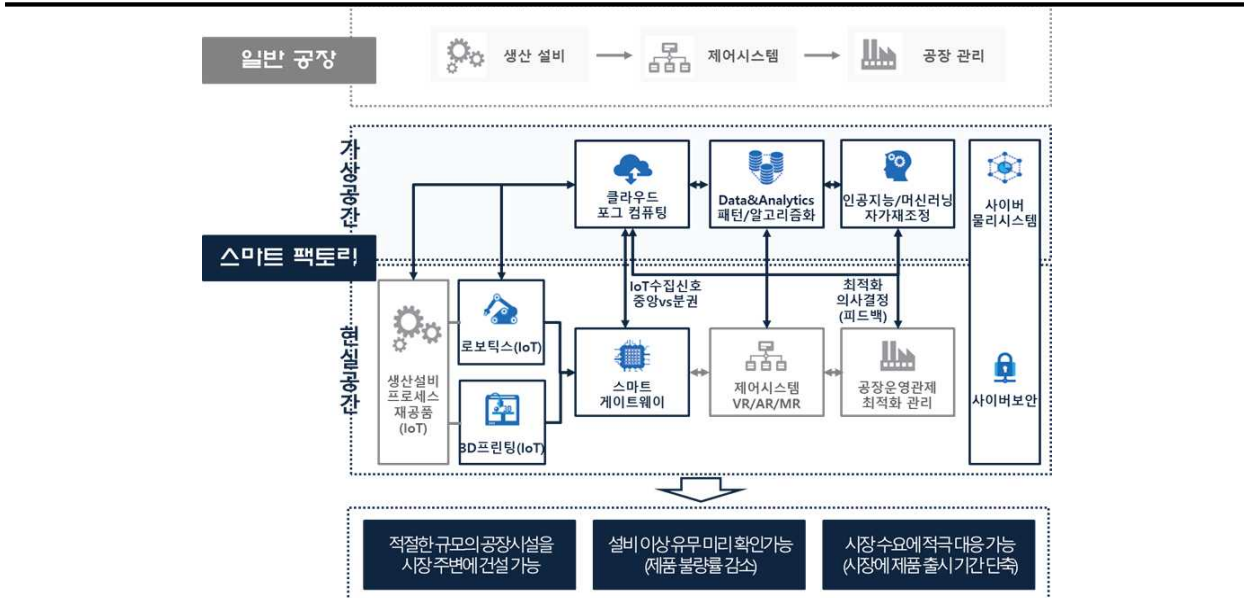 일반 공장
생산 설비
제어시스템
공장 관리
스마트 팩토리
가상공간
클라우드
포그 컴퓨팅
Data&Analytics
패턴/알고리즘화
인공지능/머신러닝
자가재조정
사이버
물리시스템
IoT수집신호
중앙vs분권
최적화
의사결정
(피드백)
현실공간
생산설비
프로세스
재공품
(IoT)
로보틱스(IoT)
3D프린팅(IoT)
스마트
게이트웨이
제어시스템
VR/AR/MR
공장운영관제
최적화 관리
사이버보안
적절한 규모의 공장시설을
시장 주변에 건설 가능
설비 이상 유무 미리 확인가능
(제품 불량률 감소)
시장 수요에 적극 대응 가능
(시장에 제품 출시 기간 단축)